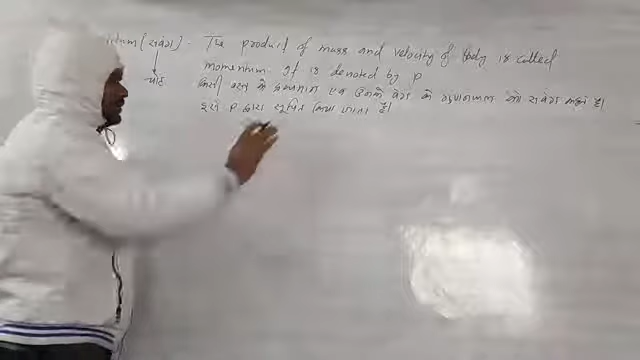 ntum (संवेग) - The product of mass and velocity of body is called
momentum. It is denoted by p
चोट
किसी वस्तु के द्रव्यमान एवं उसके वेग के गुणनफल को संवेग कहते हैं।
इसे P द्वारा सूचित किया जाता है।